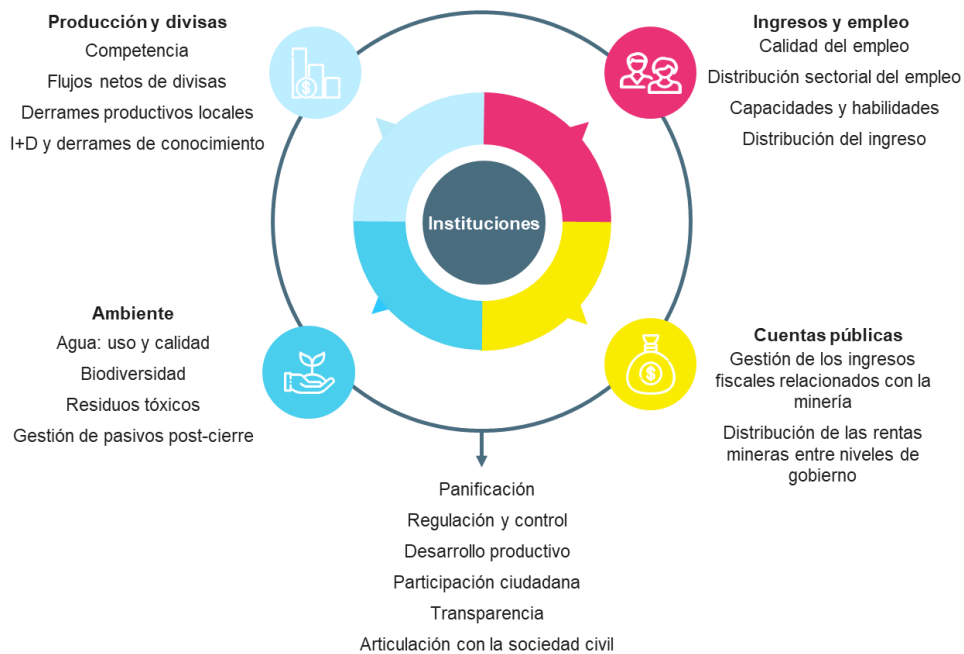 Producción y divisas
Competencia
Flujos netos de divisas
Derrames productivos locales
I+D y derrames de conocimiento
Ingresos y empleo
Calidad del empleo
Distribución sectorial del empleo
Capacidades y habilidades
Distribución del ingreso
Instituciones
Ambiente
Agua: uso y calidad
Biodiversidad
Residuos tóxicos
Gestión de pasivos post-cierre
Cuentas públicas
Gestión de los ingresos
fiscales relacionados con la
minería
Distribución de las rentas
mineras entre niveles de
gobierno
Panificación
Regulación y control
Desarrollo productivo
Participación ciudadana
Transparencia
Articulación con la sociedad civil